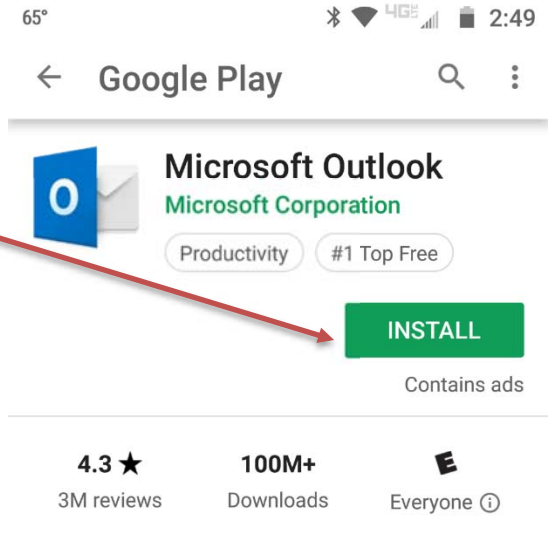 65° 4G 2:49
Google Play
Microsoft Outlook
O
Microsoft Corporation
Productivity #1 Top Free
INSTALL
Contains ads
4.3★ 100M+ E
3M reviews Downloads Everyone